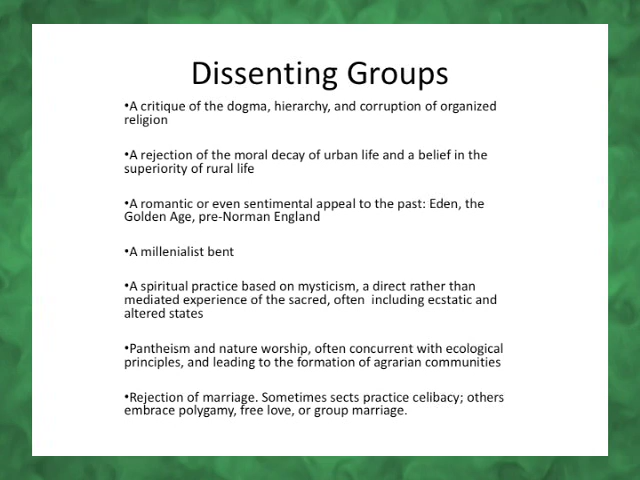 Dissenting Groups
•A critique of the dogma, hierarchy, and corruption of organized
religion
•A rejection of the moral decay of urban life and a belief in the
superiority of rural life
•A romantic or even sentimental appeal to the past: Eden, the
Golden Age, pre-Norman England
•A millenialist bent
•A spiritual practice based on mysticism, a direct rather than
mediated experience of the sacred, often  including ecstatic and
altered states
•Pantheism and nature worship, often concurrent with ecological
principles, and leading to the formation of agrarian communities
•Rejection of marriage. Sometimes sects practice celibacy; others
embrace polygamy, free love, or group marriage.